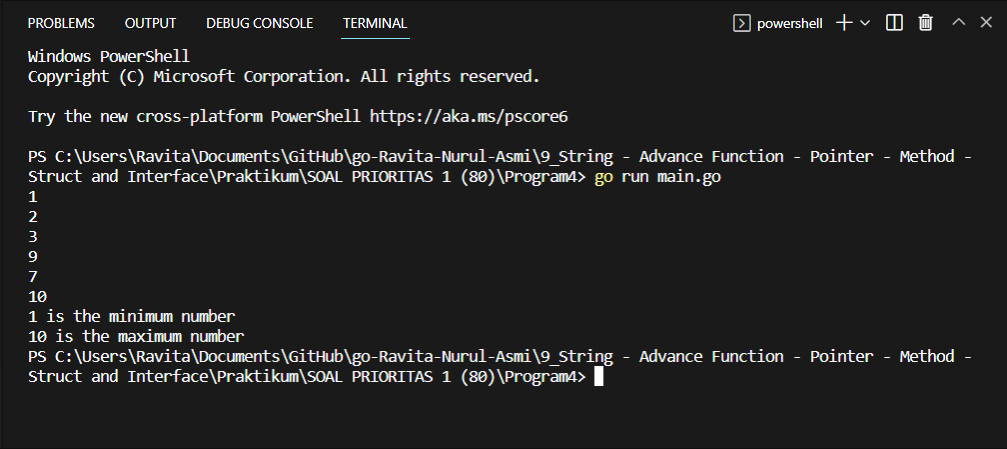 PROBLEMS OUTPUT DEBUG CONSOLE TERMINAL powershell
Windows PowerShell
Copyright (C) Microsoft Corporation. All rights reserved.
Try the new cross-platform PowerShell https://aka.ms/pscore6
PS C:\Users\Ravita\Documents\GitHub\go-Ravita-Nurul-Asmi\9_String - Advance Function - Pointer - Method -
Struct and Interface\Praktikum\SOAL PRIORITAS 1 (80)\Program4> go run main.go
1
2
3
9
7
10
1 is the minimum number
10 is the maximum number
PS C:\Users\Ravita\Documents\GitHub\go-Ravita-Nurul-Asmi\9_String - Advance Function - Pointer - Method -
Struct and Interface\Praktikum\SOAL PRIORITAS 1 (80)\Program4>